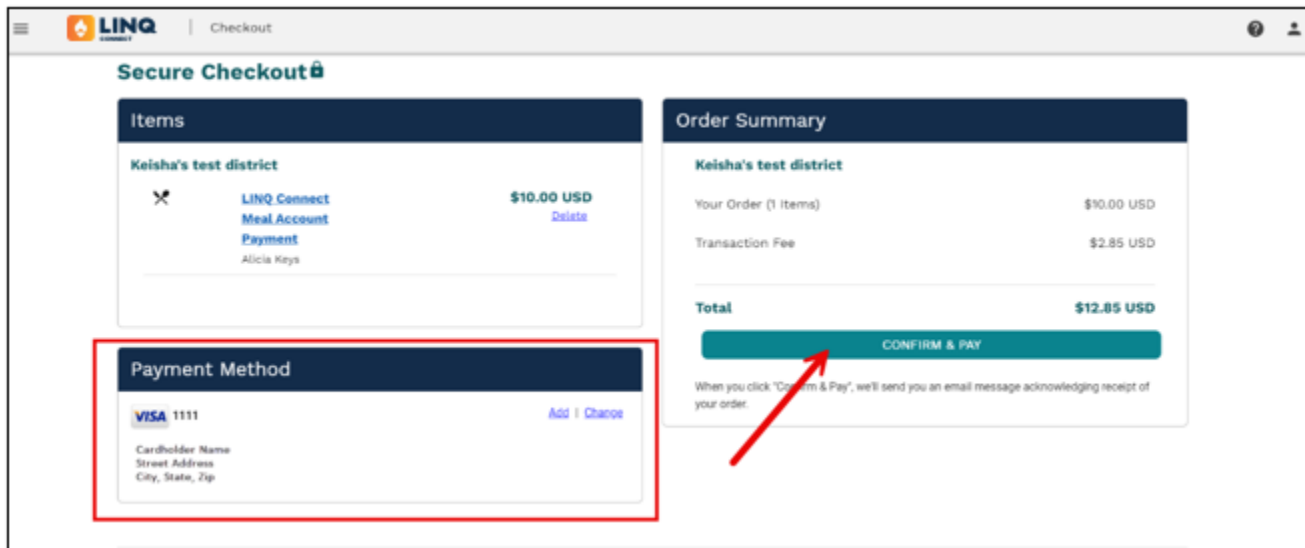 LINQ
CONNECT
Checkout
Secure Checkout
Items
Keisha's test district
LINQ Connect
Meal Account
Payment
Alicia Keys
$10.00 USD
Delete
Payment Method
VISA 1111
Add | Change
Cardholder Name
Street Address
City, State, Zip
Order Summary
Keisha's test district
Your Order (1 Items) $10.00 USD
Transaction Fee $2.85 USD
Total $12.85 USD
CONFIRM & PAY
When you click "Confirm & Pay", we'll send you an email message acknowledging receipt of
your order.